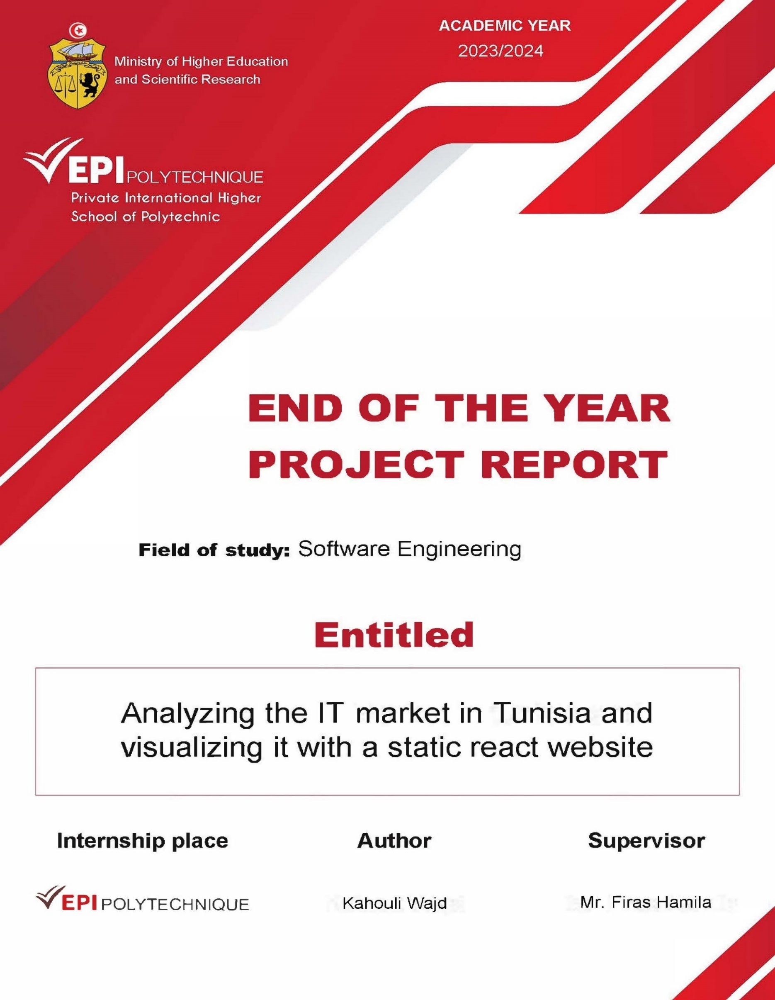 ACADEMIC YEAR
2023/2024
Ministry of Higher Education
and Scientific Research
EPI POLYTECHNIQUE
Private International Higher
School of Polytechnic
END OF THE YEAR
PROJECT REPORT
Field of study: Software Engineering
Entitled
Analyzing the IT market in Tunisia and
visualizing it with a static react website
Internship place
Author
Supervisor
EPI POLYTECHNIQUE
Kahouli Wajd
Mr. Firas Hamila